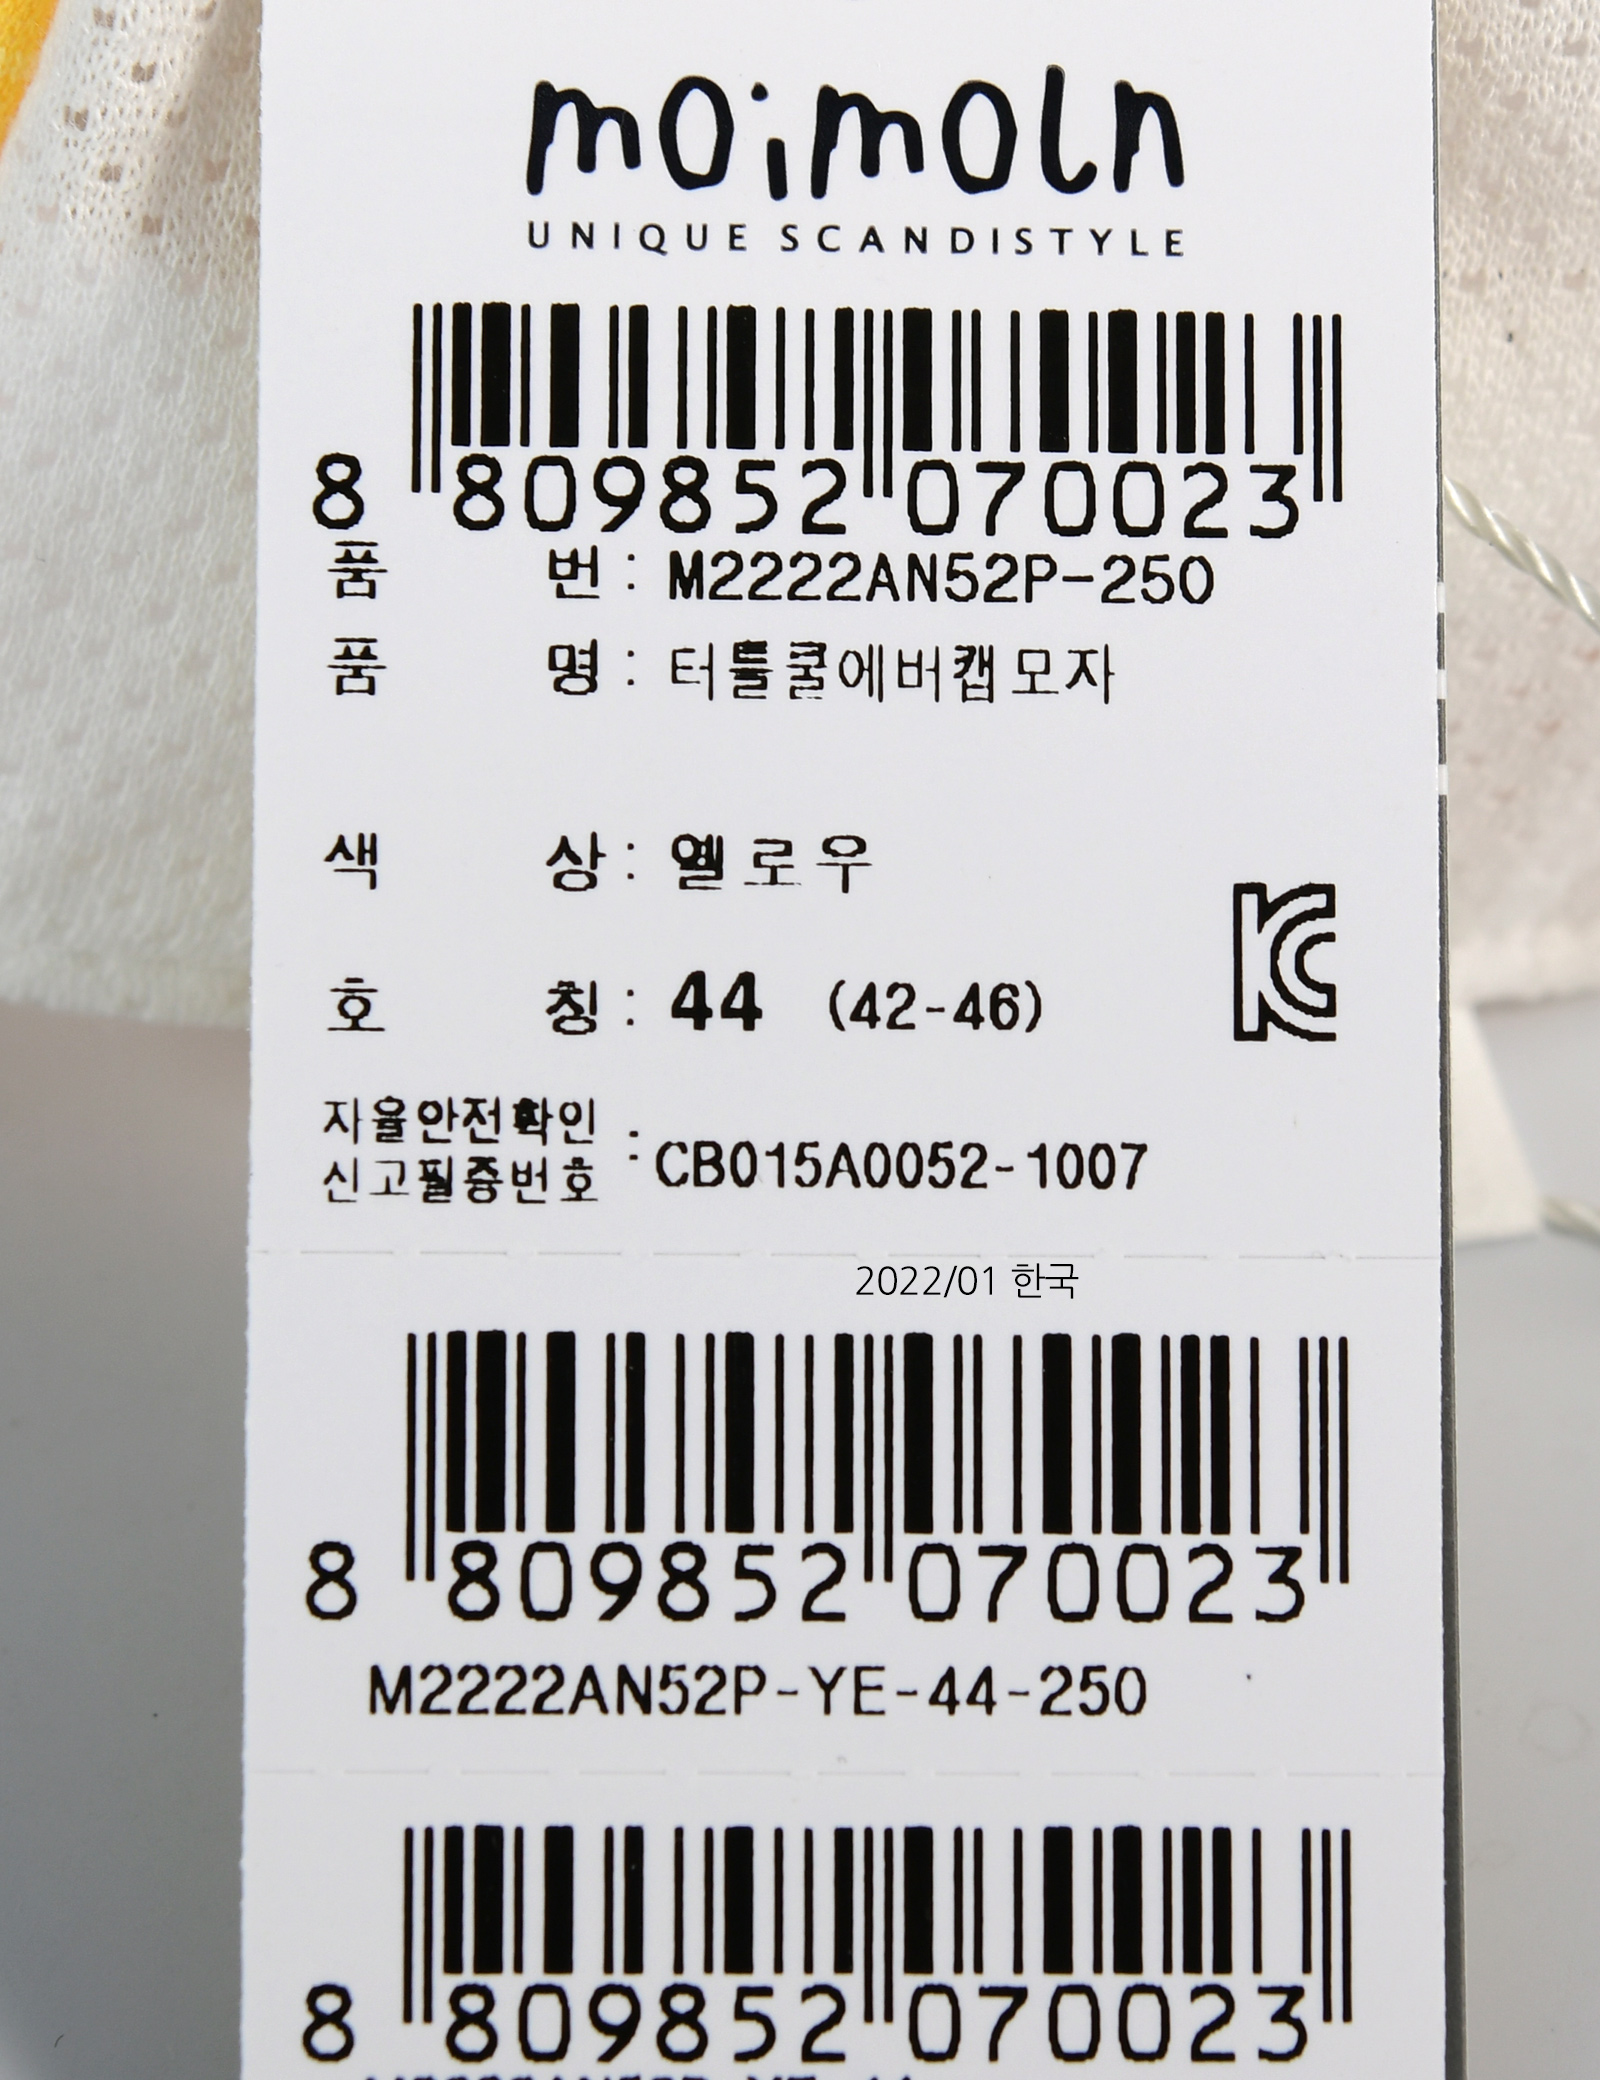 moimoln
UNIQUE SCANDISTYLE
8 809852 070023
품 번 : M2222AN52P-250
품 명 : 터틀쿨에버캡모자
색 상 : 옐로우
호 칭 : 44 (42-46)
자율안전확인
신고필증번호 : CB015A0052-1007
2022/01 한국
8 809852 070023
M2222AN52P-YE-44-250
8 809852 070023